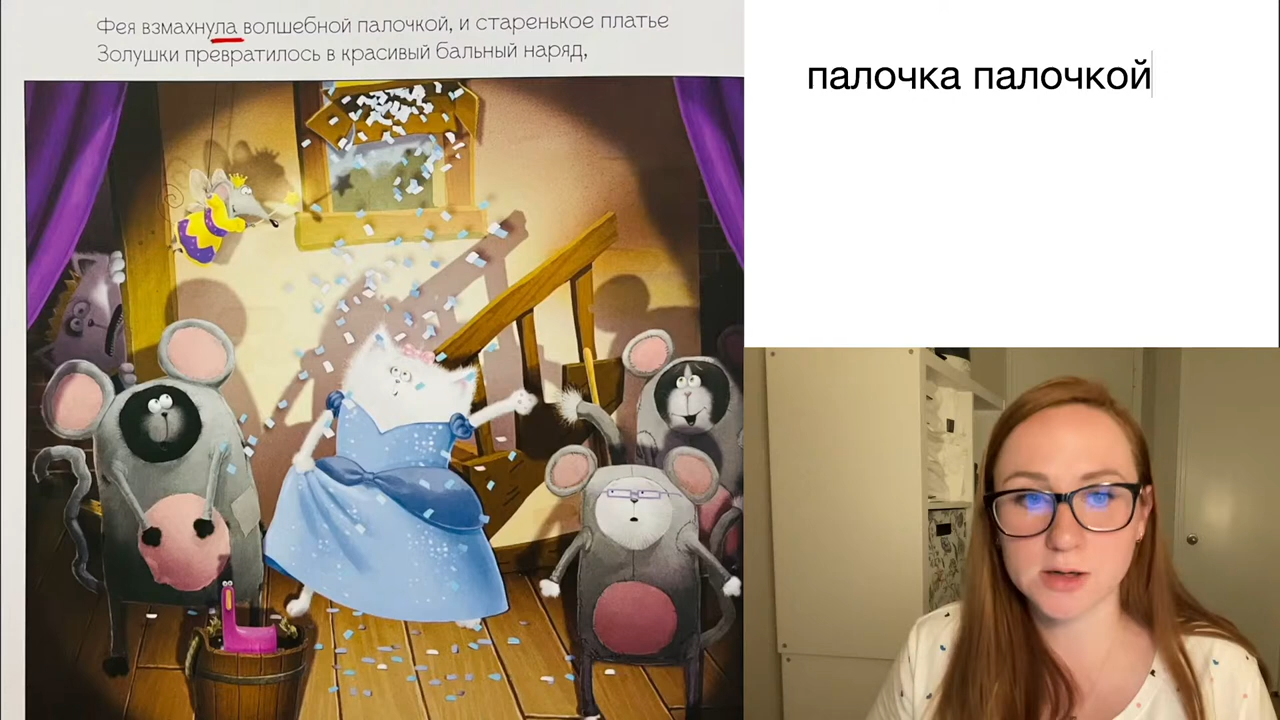 Фея взмахнула волшебной палочкой, и старенькое платье
Золушки превратилось в красивый бальный наряд,
палочка палочкой